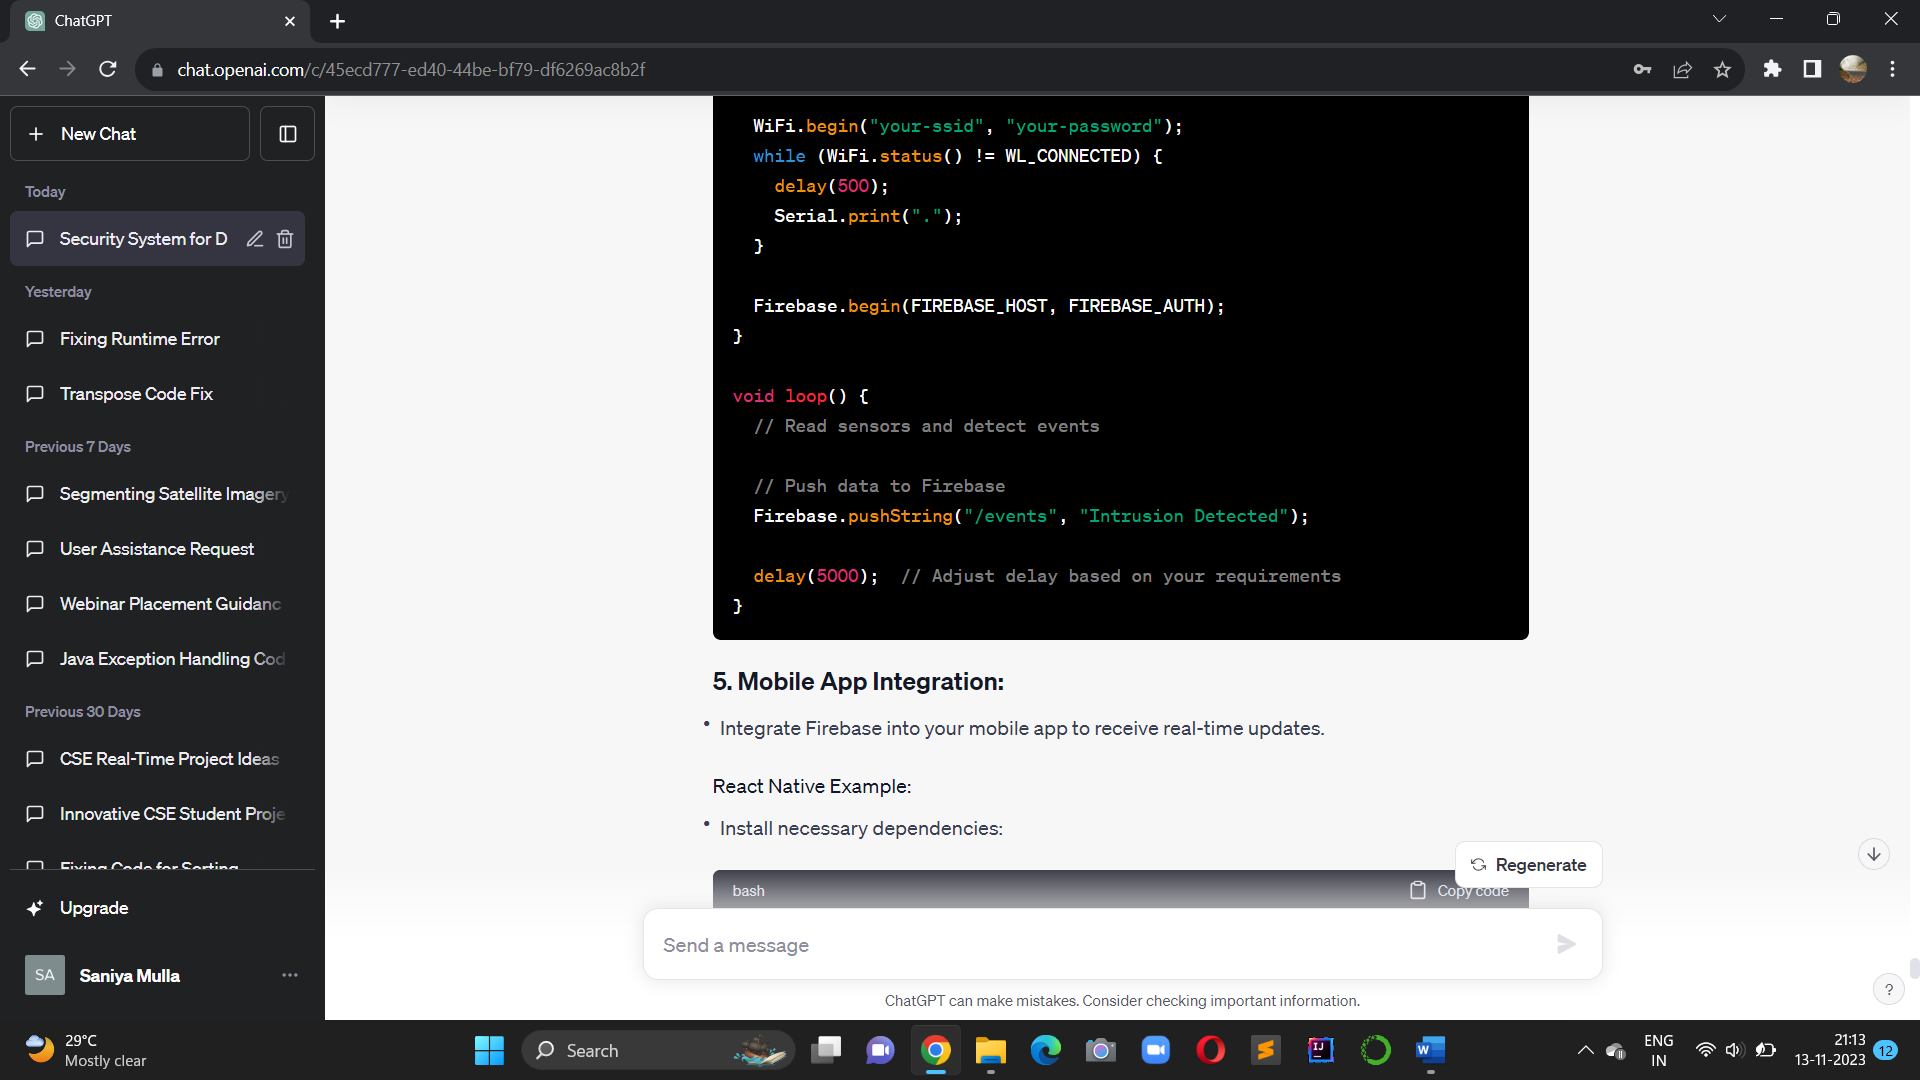 ChatGPT
chat.openai.com/c/45ecd777-ed40-44be-bf79-df6269ac8b2f
New Chat
Today
Security System for D
Yesterday
Fixing Runtime Error
Transpose Code Fix
Previous 7 Days
Segmenting Satellite Imagery
User Assistance Request
Webinar Placement Guidanc
Java Exception Handling Cod
Previous 30 Days
CSE Real-Time Project Ideas
Innovative CSE Student Proje
Fixing Code for Sorting
Upgrade
SA Saniya Mulla
WiFi.begin("your-ssid", "your-password");
while (WiFi.status() != WL_CONNECTED) {
delay(500);
Serial.print(".");
}
Firebase.begin(FIREBASE_HOST, FIREBASE_AUTH);
}
void loop() {
// Read sensors and detect events
// Push data to Firebase
Firebase.pushString("/events", "Intrusion Detected");
delay(5000);  // Adjust delay based on your requirements
}
5. Mobile App Integration:
• Integrate Firebase into your mobile app to receive real-time updates.
React Native Example:
• Install necessary dependencies:
Regenerate
bash Copy code
Send a message
ChatGPT can make mistakes. Consider checking important information.
?
29°C
Mostly clear
Search
ENG
IN
21:13
13-11-2023
12